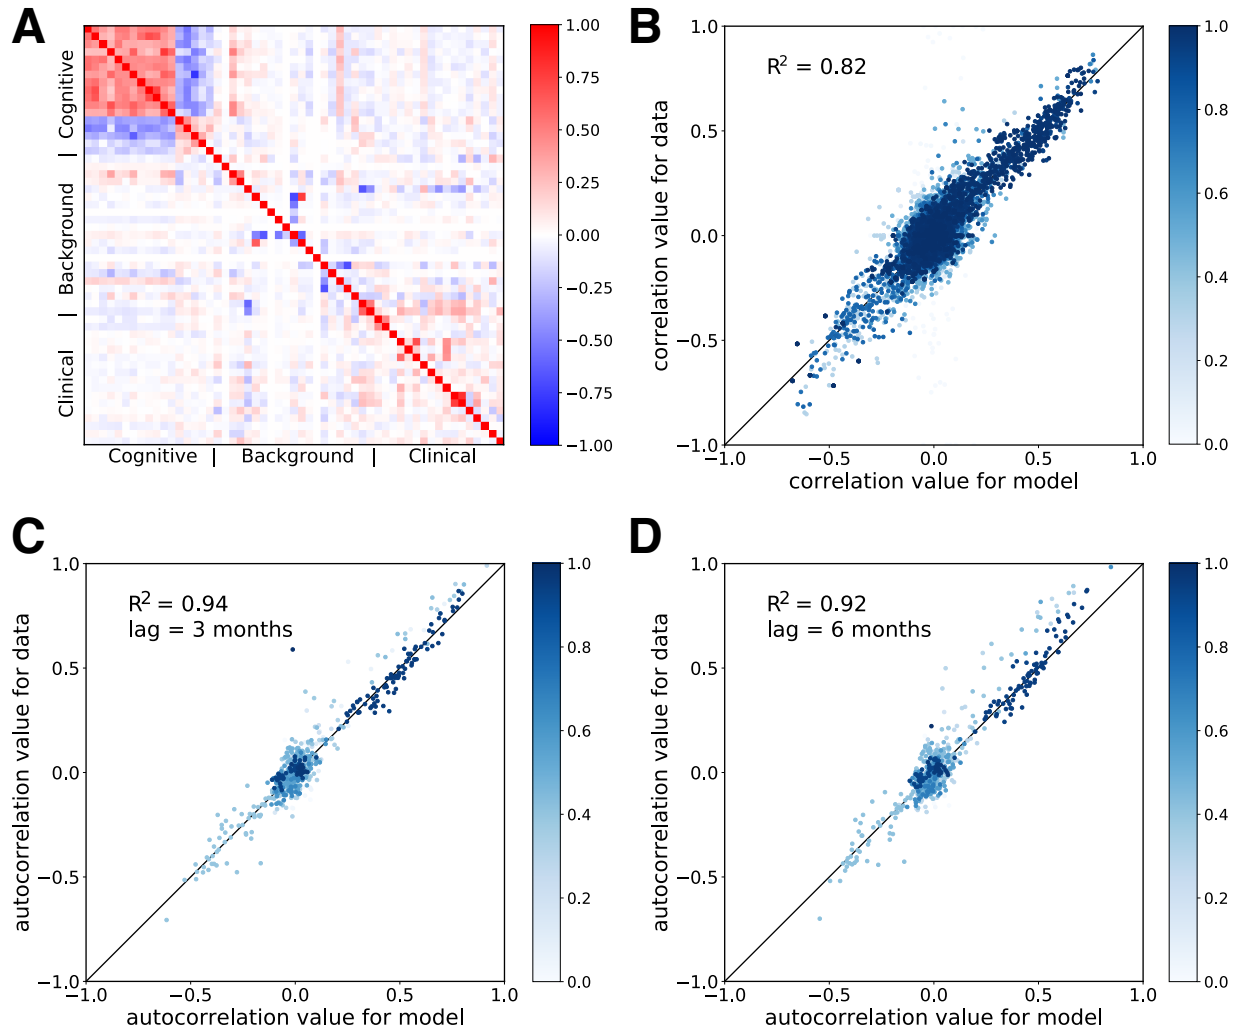 A
Cognitive
|
Background
|
Clinical
Cognitive | Background | Clinical
1.00
0.75
0.50
0.25
0.00
−0.25
−0.50
−0.75
−1.00
B
R² = 0.82
correlation value for data
1.0
0.5
0.0
−0.5
−1.0
−1.0 −0.5 0.0 0.5 1.0
correlation value for model
1.0
0.8
0.6
0.4
0.2
0.0
C
R² = 0.94
lag = 3 months
autocorrelation value for data
1.0
0.5
0.0
−0.5
−1.0
−1.0 −0.5 0.0 0.5 1.0
autocorrelation value for model
1.0
0.8
0.6
0.4
0.2
0.0
D
R² = 0.92
lag = 6 months
autocorrelation value for data
1.0
0.5
0.0
−0.5
−1.0
−1.0 −0.5 0.0 0.5 1.0
autocorrelation value for model
1.0
0.8
0.6
0.4
0.2
0.0